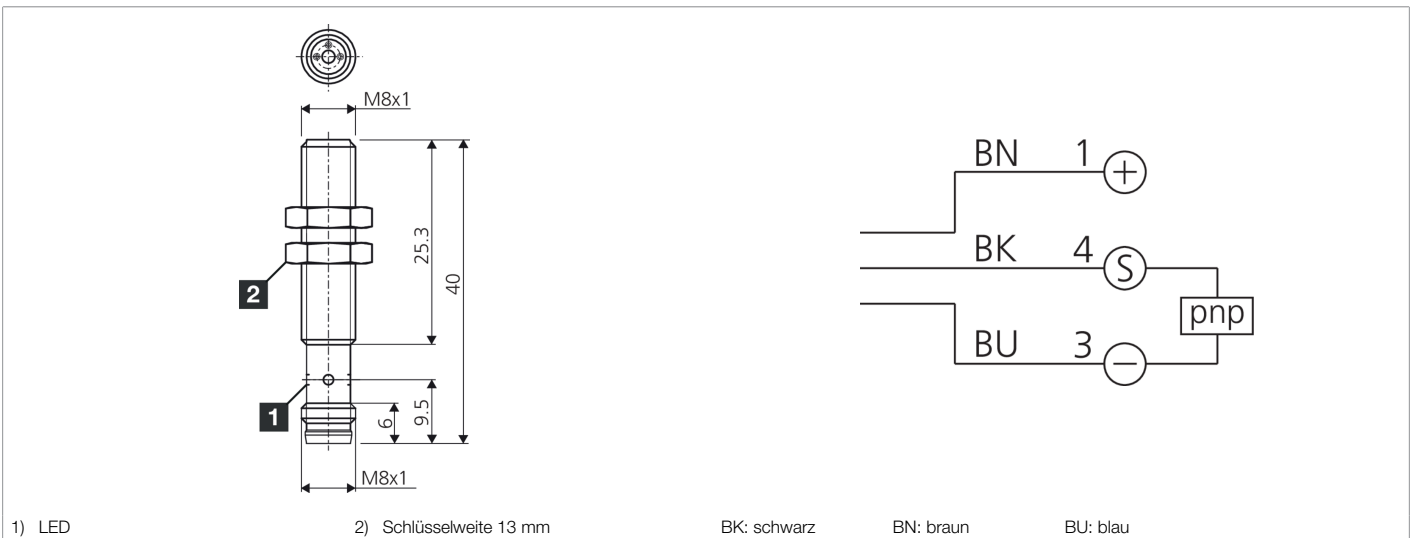 M8x1
25.3
40
2
1
6
9.5
M8x1
BN 1 +
BK 4 S
pnp
BU 3 −
1) LED 2) Schlüsselweite 13 mm BK: schwarz BN: braun BU: blau